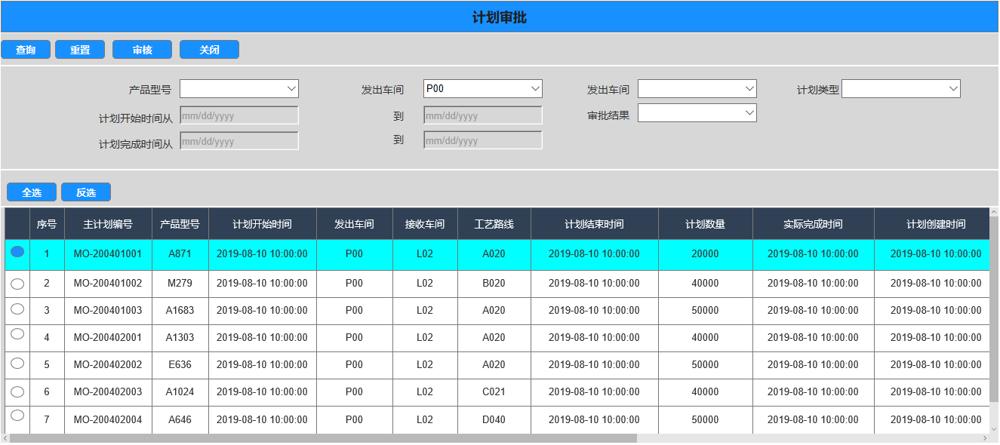 计划审批
查询 重置 审核 关闭
产品型号 发出车间 P00 发出车间 计划类型
计划开始时间从 mm/dd/yyyy 到 mm/dd/yyyy 审批结果
计划完成时间从 mm/dd/yyyy 到 mm/dd/yyyy
全选 反选
序号 主计划编号 产品型号 计划开始时间 发出车间 接收车间 工艺路线 计划结束时间 计划数量 实际完成时间 计划创建时间
1 MO-200401001 A871 2019-08-10 10:00:00 P00 L02 A020 2019-08-10 10:00:00 20000 2019-08-10 10:00:00 2019-08-10 10:00:00
2 MO-200401002 M279 2019-08-10 10:00:00 P00 L02 B020 2019-08-10 10:00:00 40000 2019-08-10 10:00:00 2019-08-10 10:00:00
3 MO-200401003 A1683 2019-08-10 10:00:00 P00 L02 A020 2019-08-10 10:00:00 50000 2019-08-10 10:00:00 2019-08-10 10:00:00
4 MO-200402001 A1303 2019-08-10 10:00:00 P00 L02 A020 2019-08-10 10:00:00 40000 2019-08-10 10:00:00 2019-08-10 10:00:00
5 MO-200402002 E636 2019-08-10 10:00:00 P00 L02 A020 2019-08-10 10:00:00 50000 2019-08-10 10:00:00 2019-08-10 10:00:00
6 MO-200402003 A1024 2019-08-10 10:00:00 P00 L02 C021 2019-08-10 10:00:00 40000 2019-08-10 10:00:00 2019-08-10 10:00:00
7 MO-200402004 A646 2019-08-10 10:00:00 P00 L02 D040 2019-08-10 10:00:00 50000 2019-08-10 10:00:00 2019-08-10 10:00:00